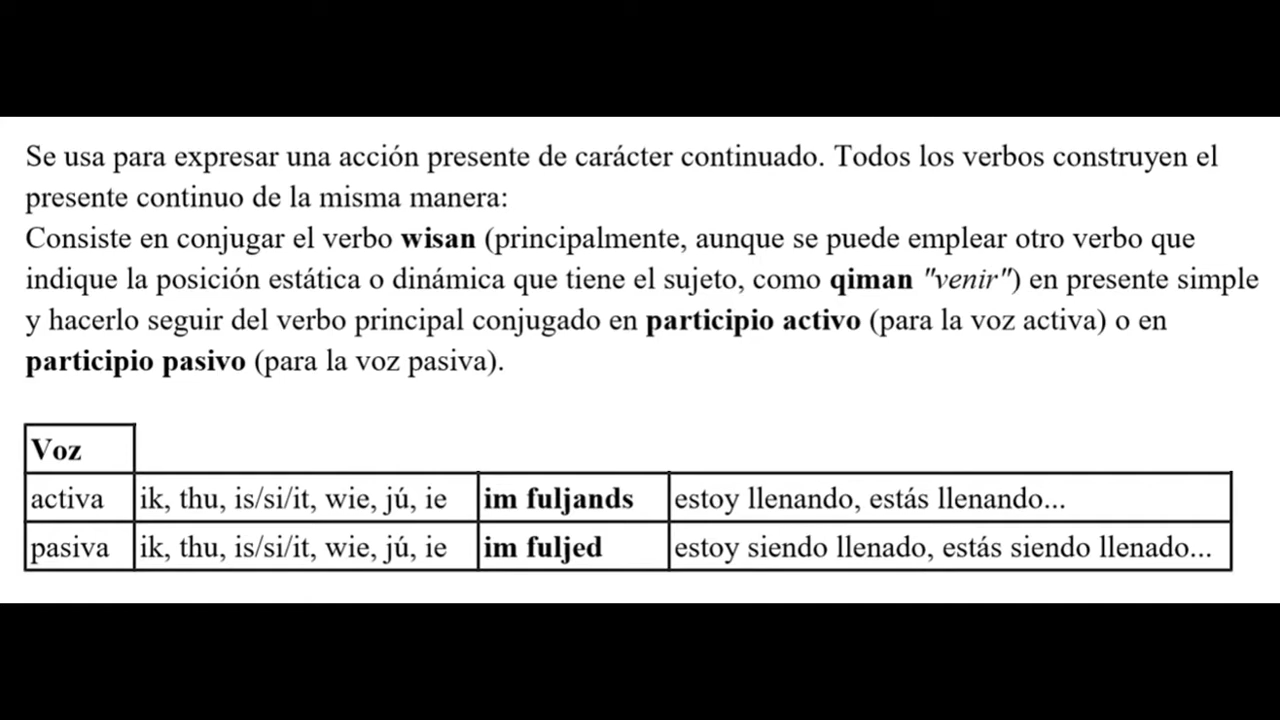 Se usa para expresar una acción presente de carácter continuado. Todos los verbos construyen el
presente continuo de la misma manera:
Consiste en conjugar el verbo wisan (principalmente, aunque se puede emplear otro verbo que
indique la posición estática o dinámica que tiene el sujeto, como qiman "venir") en presente simple
y hacerlo seguir del verbo principal conjugado en participio activo (para la voz activa) o en
participio pasivo (para la voz pasiva).
Voz
activa ik, thu, is/si/it, wie, jú, ie im fuljands estoy llenando, estás llenando...
pasiva ik, thu, is/si/it, wie, jú, ie im fuljed estoy siendo llenado, estás siendo llenado...